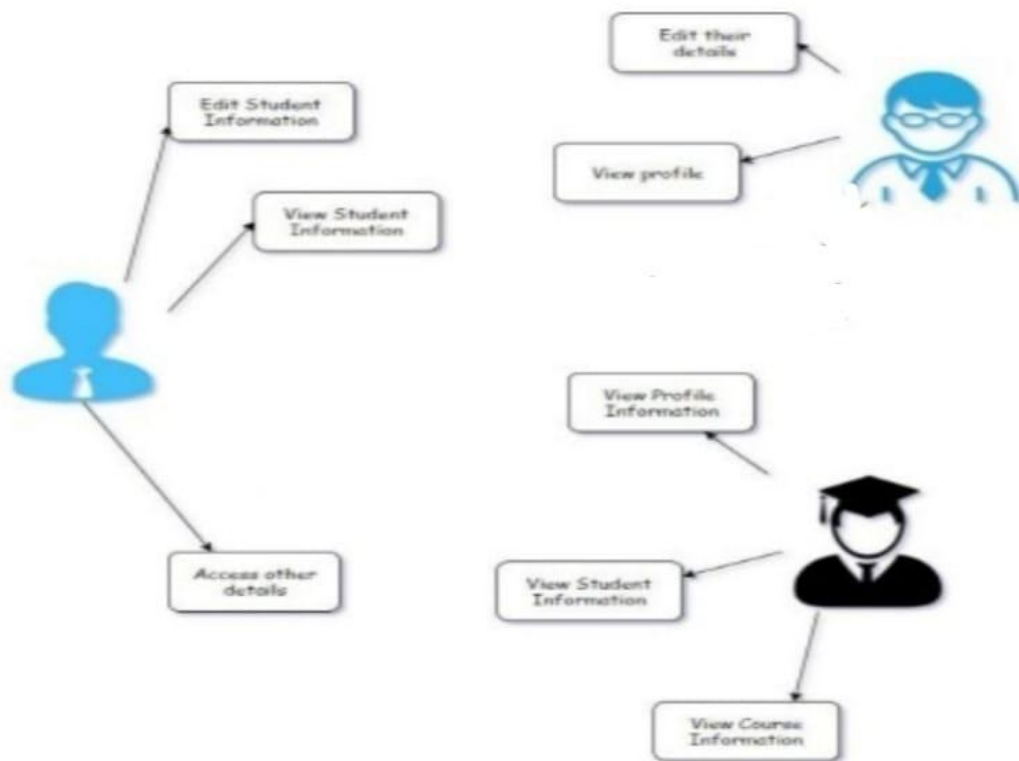 Edit their
details
Edit Student
Information
View profile
View Student
Information
View Profile
Information
Access other
details
View Student
Information
View Course
Information